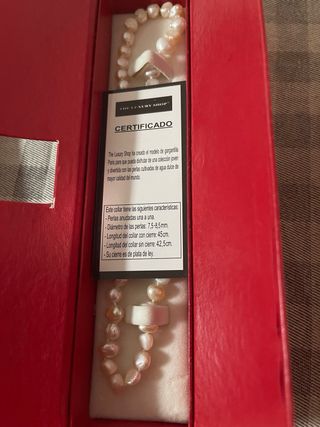 THE LUXURY SHOP
CERTIFICADO
The Luxury Shop ha creado el modelo de gargantilla
Paris para que pueda disfrutar de una colección joven
y divertida con las perlas cultivadas de agua dulce de
mayor calidad del mundo.
Este collar tiene las siguientes características:
- Perlas anudadas una a una.
- Diámetro de las perlas: 7,5-8,5mm.
- Longitud del collar con cierre: 45cm.
- Longitud del collar sin cierre: 42,5cm.
- Su cierre es de plata de ley.